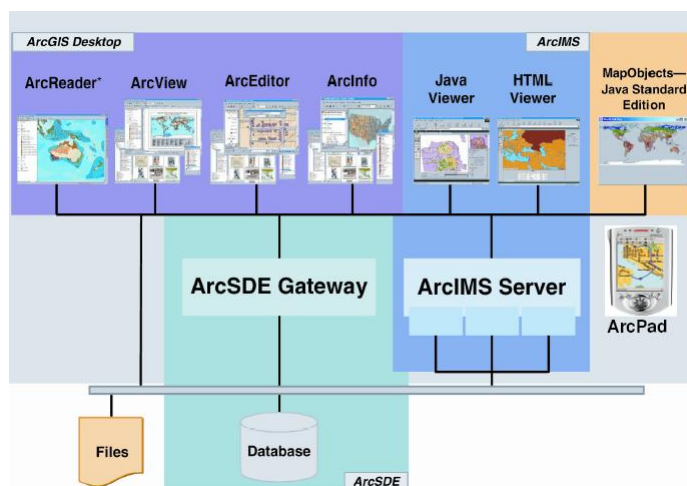 ArcGIS Desktop
ArcIMS
ArcReader*
ArcView
ArcEditor
ArcInfo
Java
Viewer
HTML
Viewer
MapObjects—
Java Standard
Edition
ArcSDE Gateway
ArcIMS Server
ArcPad
Files
Database
ArcSDE